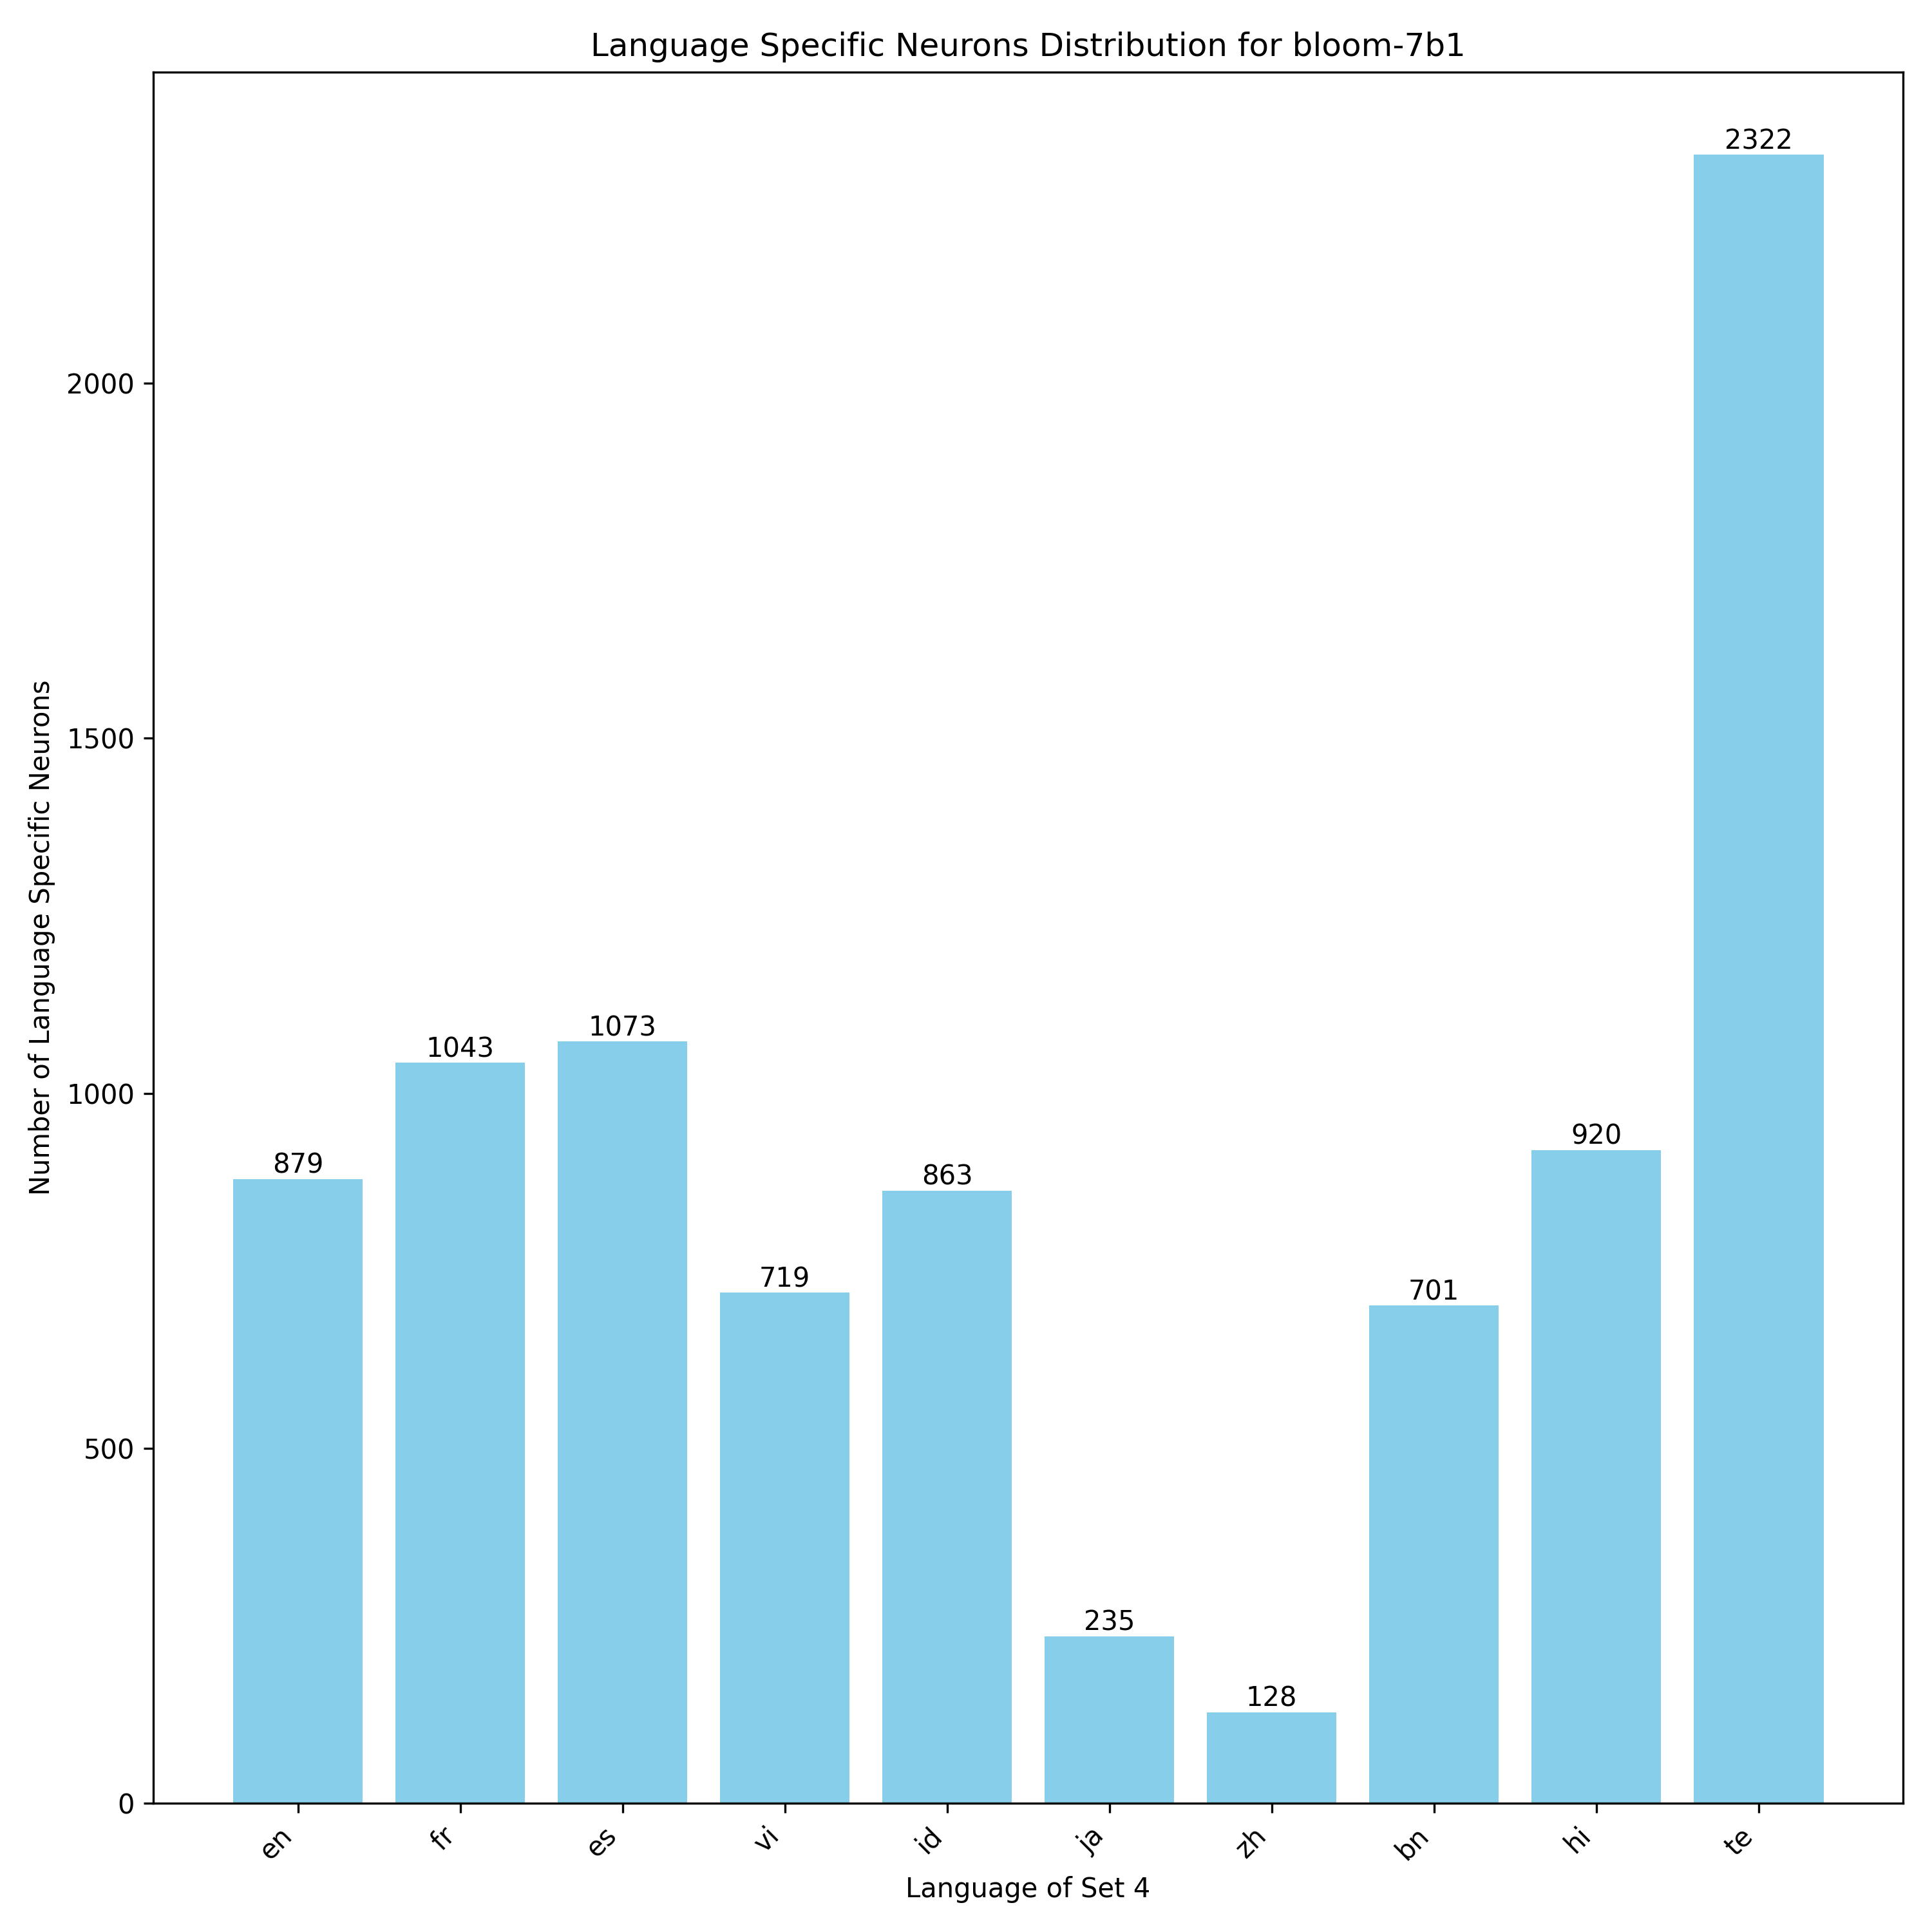 Language Specific Neurons Distribution for bloom-7b1
Number of Language Specific Neurons
2000
1500
1000
500
0
879
1043
1073
719
863
235
128
701
920
2322
en
fr
es
vi
id
ja
zh
bn
hi
te
Language of Set 4